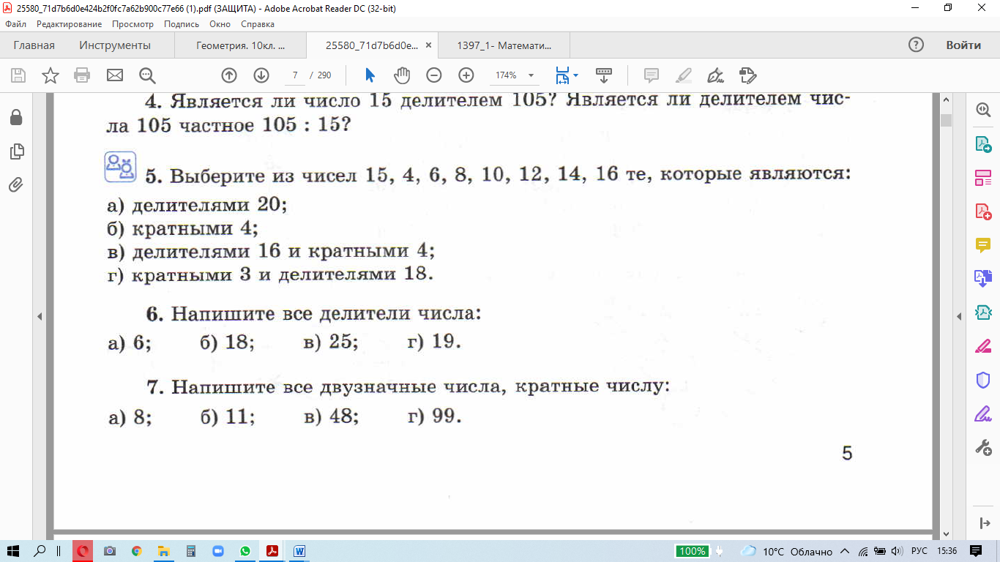 25580_71d7b6d0e424b2f0fc7a62b900c77e66 (1).pdf (ЗАЩИТА) - Adobe Acrobat Reader DC (32-bit)
Файл Редактирование Просмотр Подпись Окно Справка
Главная Инструменты Геометрия. 10кл. ... 25580_71d7b6d0e... × 1397_1- Математи... Войти
7 / 290 174%
4. Является ли число 15 делителем 105? Является ли делителем чис-
ла 105 частное 105 : 15?
5. Выберите из чисел 15, 4, 6, 8, 10, 12, 14, 16 те, которые являются:
а) делителями 20;
б) кратными 4;
в) делителями 16 и кратными 4;
г) кратными 3 и делителями 18.
6. Напишите все делители числа:
а) 6; б) 18; в) 25; г) 19.
7. Напишите все двузначные числа, кратные числу:
а) 8; б) 11; в) 48; г) 99.
5
100% 10°C Облачно РУС 15:36